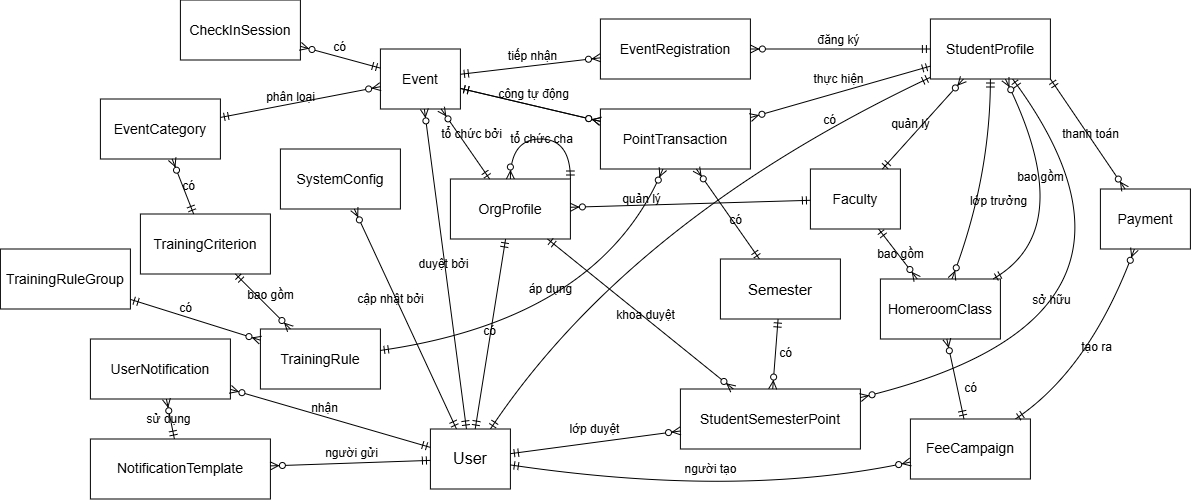 CheckInSession
có
Event
tiếp nhận
EventRegistration
đăng ký
StudentProfile
thực hiện
phân loại
công tự động
có
EventCategory
tổ chức bởi
tổ chức cha
PointTransaction
quản lý
thanh toán
SystemConfig
có
OrgProfile
quản lý
Faculty
bao gồm
lớp trưởng
Payment
có
TrainingCriterion
TrainingRuleGroup
duyệt bởi
bao gồm
Semester
bao gồm
có
cập nhật bởi
áp dụng
khoa duyệt
HomeroomClass
sở hữu
có
TrainingRule
có
tạo ra
UserNotification
sử dụng
nhân
có
lớp duyệt
StudentSemesterPoint
NotificationTemplate
người gửi
User
người tạo
FeeCampaign